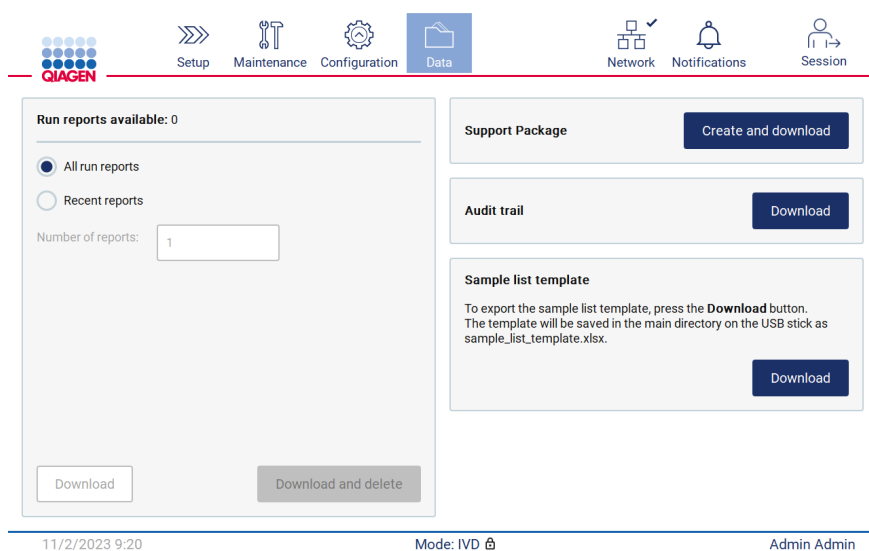 QIAGEN
Setup
Maintenance
Configuration
Data
Network
Notifications
Session
Run reports available: 0
All run reports
Recent reports
Number of reports:
1
Download
Download and delete
Support Package
Create and download
Audit trail
Download
Sample list template
To export the sample list template, press the Download button.
The template will be saved in the main directory on the USB stick as
sample_list_template.xlsx.
Download
11/2/2023 9:20
Mode: IVD
Admin Admin